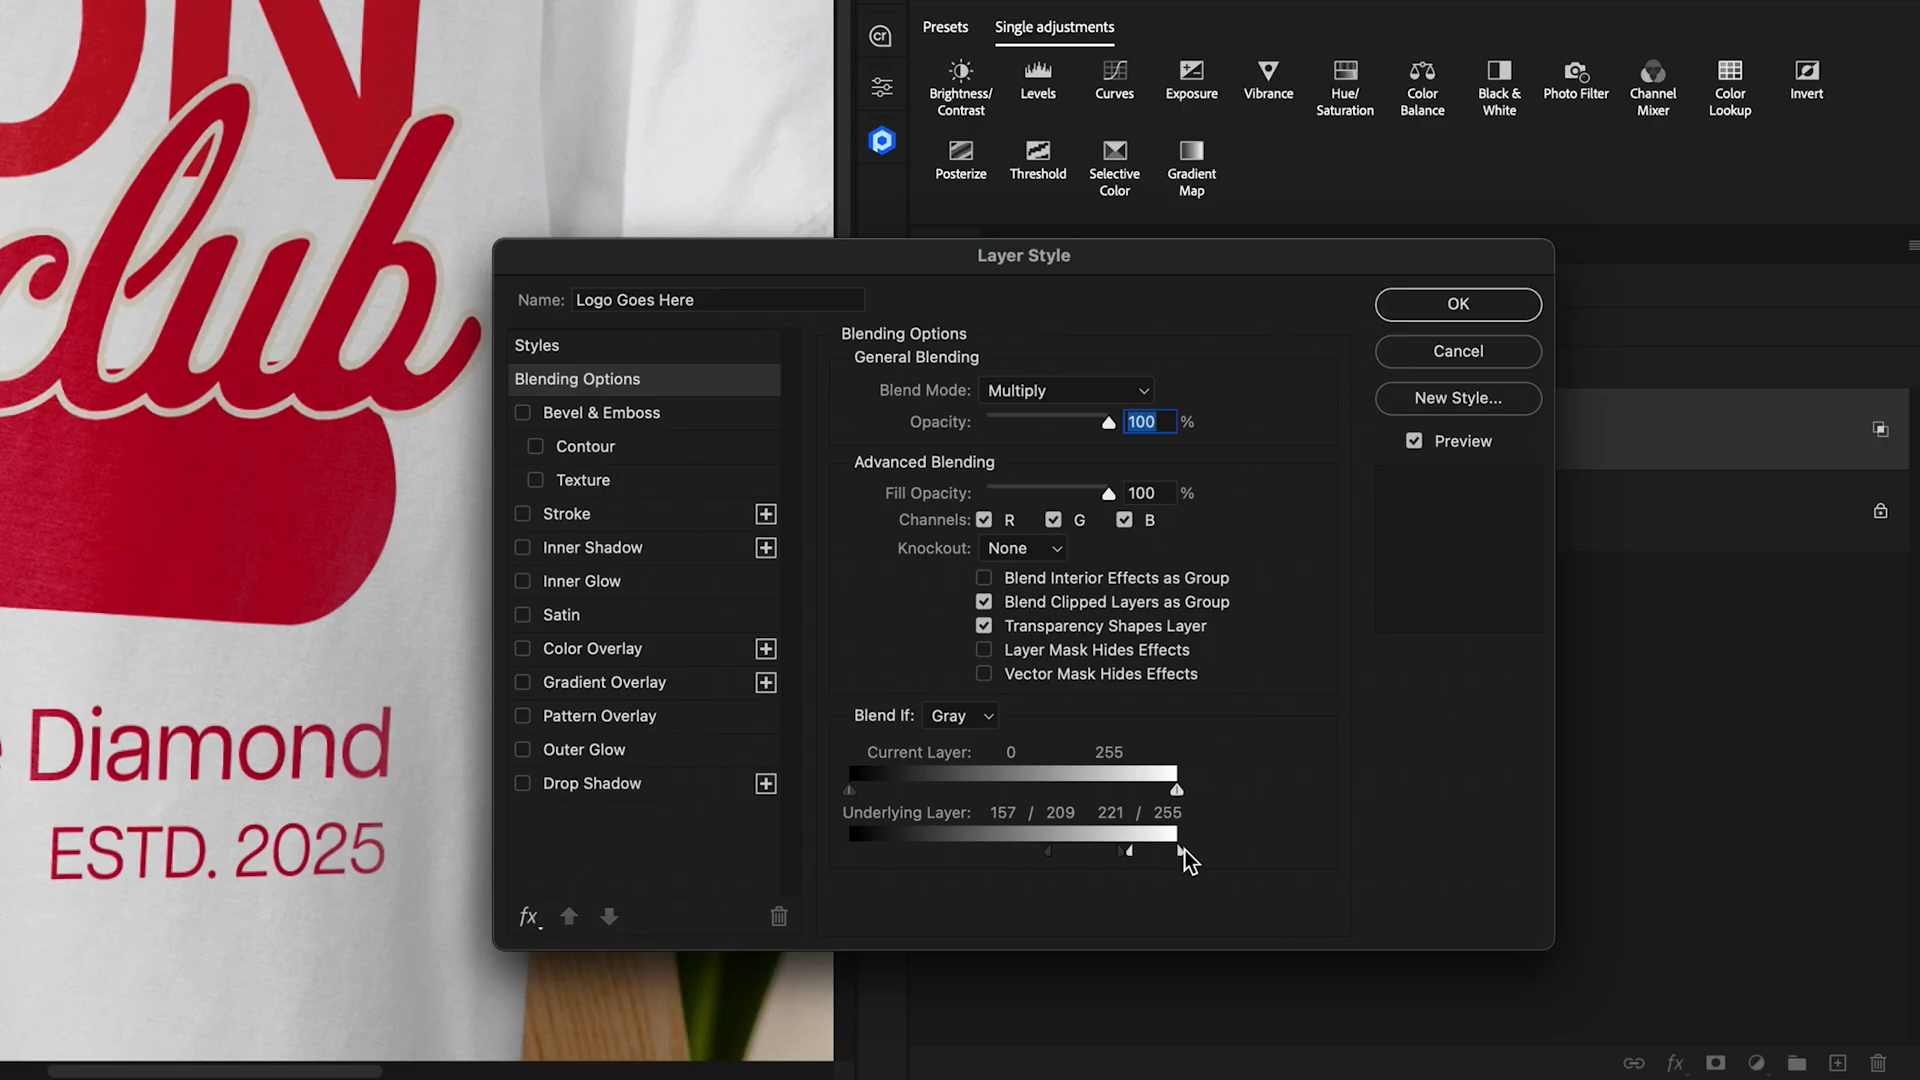 ON
club
Diamond
ESTD. 2025
cr
Presets
Single adjustments
Brightness/
Contrast
Levels
Curves
Exposure
Vibrance
Hue/
Saturation
Color
Balance
Black &
White
Photo Filter
Channel
Mixer
Color
Lookup
Invert
Posterize
Threshold
Selective
Color
Gradient
Map
Layer Style
Name: Logo Goes Here
Styles
Blending Options
Bevel & Emboss
Contour
Texture
Stroke
Inner Shadow
Inner Glow
Satin
Color Overlay
Gradient Overlay
Pattern Overlay
Outer Glow
Drop Shadow
fx
Blending Options
General Blending
Blend Mode: Multiply
Opacity: 100 %
Advanced Blending
Fill Opacity: 100 %
Channels: R G B
Knockout: None
Blend Interior Effects as Group
Blend Clipped Layers as Group
Transparency Shapes Layer
Layer Mask Hides Effects
Vector Mask Hides Effects
Blend If: Gray
Current Layer: 0 255
Underlying Layer: 157 / 209 221 / 255
OK
Cancel
New Style...
Preview
fx